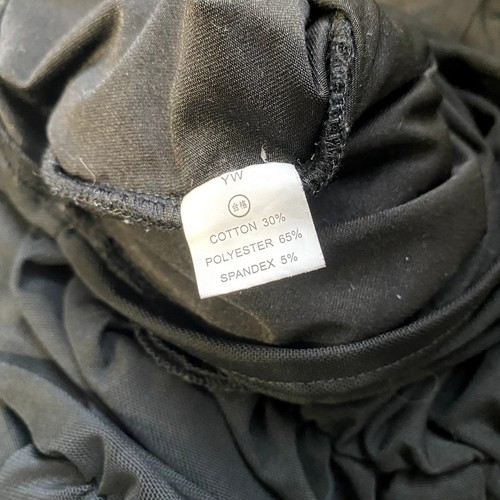 YW
合格
COTTON 30%
POLYESTER 65%
SPANDEX 5%